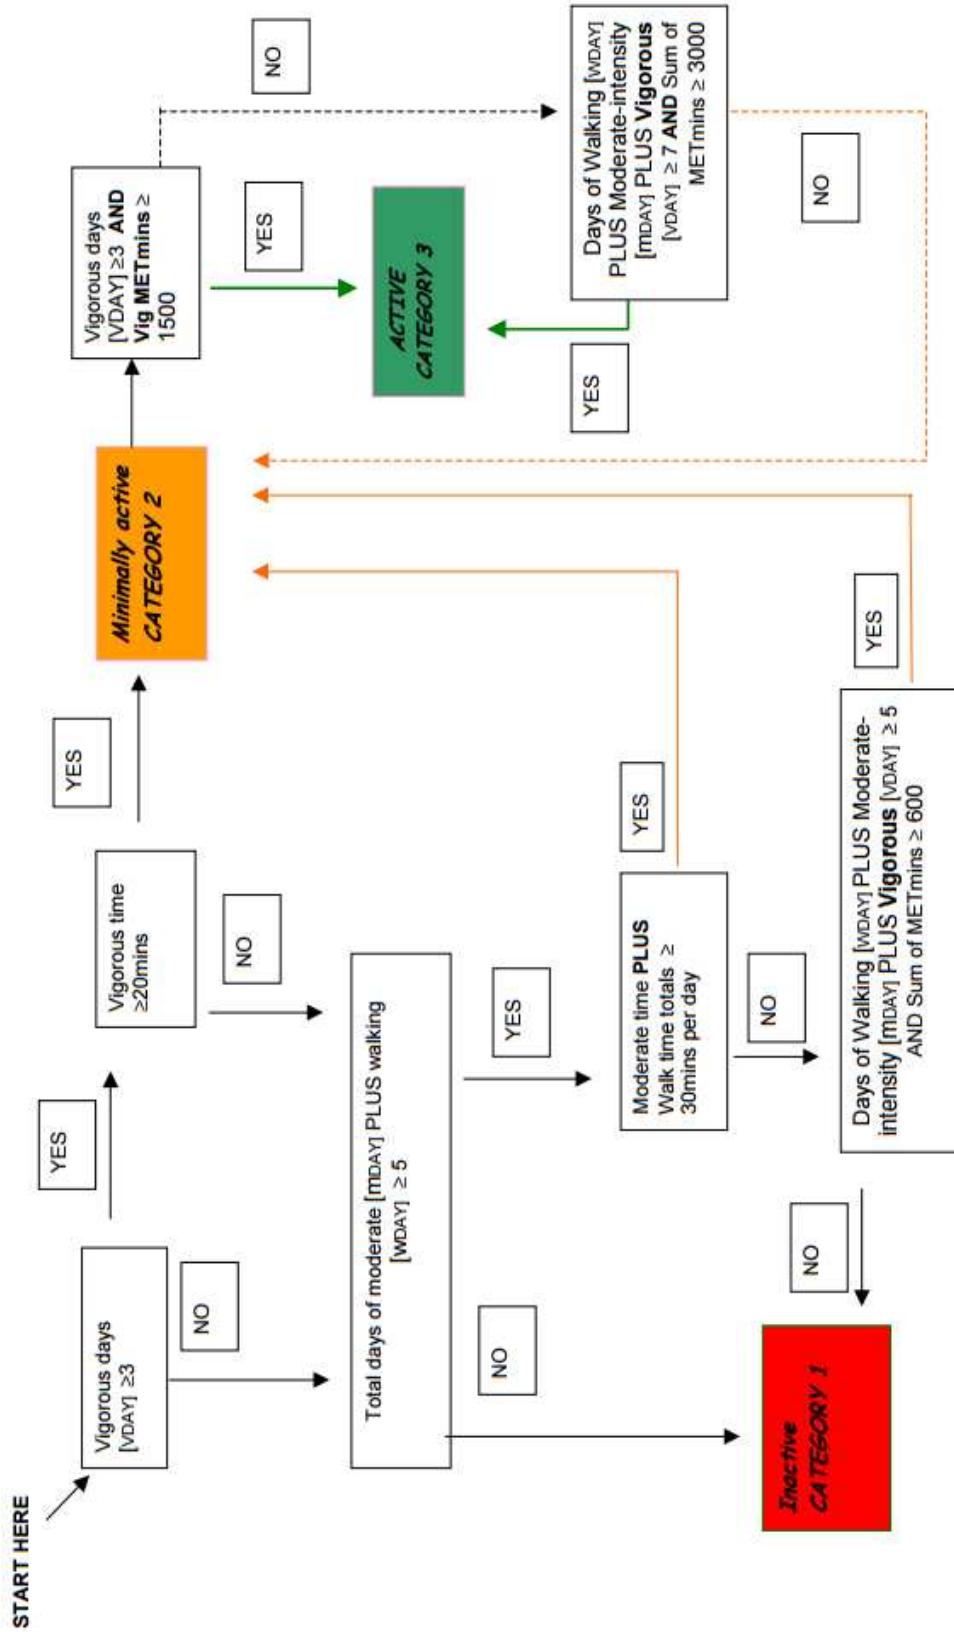 START HERE
Vigorous days
[VDAY] ≥3
YES
NO
Vigorous time
≥20mins
YES
NO
Minimally active
CATEGORY 2
Vigorous days
[VDAY] ≥3 AND
Vig METmins ≥
1500
YES
NO
Total days of moderate [mDAY] PLUS walking
[WDAY] ≥ 5
NO
YES
ACTIVE
CATEGORY 3
Moderate time PLUS
Walk time totals ≥
30mins per day
YES
NO
YES
Days of Walking [WDAY]
PLUS Moderate-intensity
[mDAY] PLUS Vigorous
[VDAY] ≥ 7 AND Sum of
METmins ≥ 3000
NO
Inactive
CATEGORY 1
NO
Days of Walking [WDAY] PLUS Moderate-
intensity [mDAY] PLUS Vigorous [VDAY] ≥ 5
AND Sum of METmins ≥ 600
YES